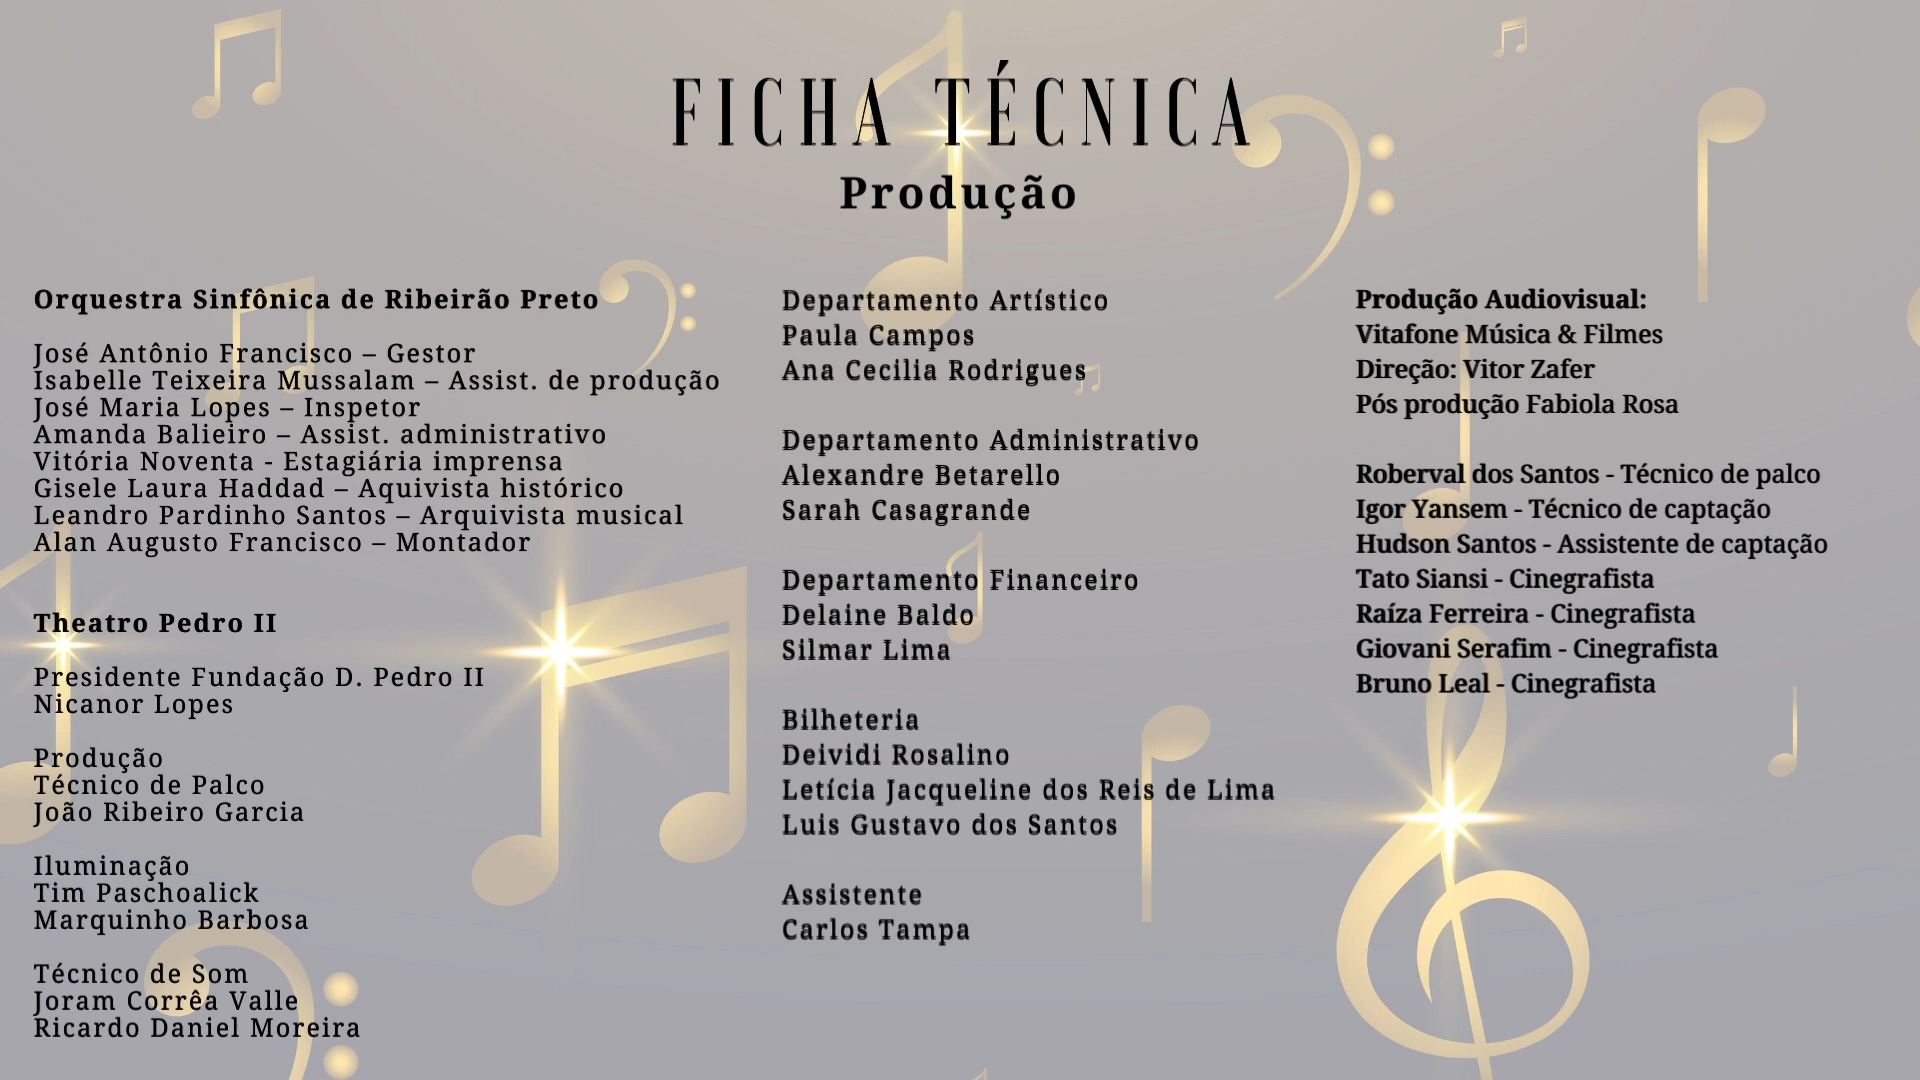 FICHA TÉCNICA
Produção
Orquestra Sinfônica de Ribeirão Preto
José Antônio Francisco – Gestor
Isabelle Teixeira Mussalam – Assist. de produção
José Maria Lopes – Inspetor
Amanda Balieiro – Assist. administrativo
Vitória Noventa - Estagiária imprensa
Gisele Laura Haddad – Aquivista histórico
Leandro Pardinho Santos – Arquivista musical
Alan Augusto Francisco – Montador
Theatro Pedro II
Presidente Fundação D. Pedro II
Nicanor Lopes
Produção
Técnico de Palco
João Ribeiro Garcia
Iluminação
Tim Paschoalick
Marquinho Barbosa
Técnico de Som
Joram Corrêa Valle
Ricardo Daniel Moreira
Departamento Artístico
Paula Campos
Ana Cecilia Rodrigues
Departamento Administrativo
Alexandre Betarello
Sarah Casagrande
Departamento Financeiro
Delaine Baldo
Silmar Lima
Bilheteria
Deividi Rosalino
Letícia Jacqueline dos Reis de Lima
Luis Gustavo dos Santos
Assistente
Carlos Tampa
Produção Audiovisual:
Vitafone Música & Filmes
Direção: Vitor Zafer
Pós produção Fabiola Rosa
Roberval dos Santos - Técnico de palco
Igor Yansem - Técnico de captação
Hudson Santos - Assistente de captação
Tato Siansi - Cinegrafista
Raíza Ferreira - Cinegrafista
Giovani Serafim - Cinegrafista
Bruno Leal - Cinegrafista